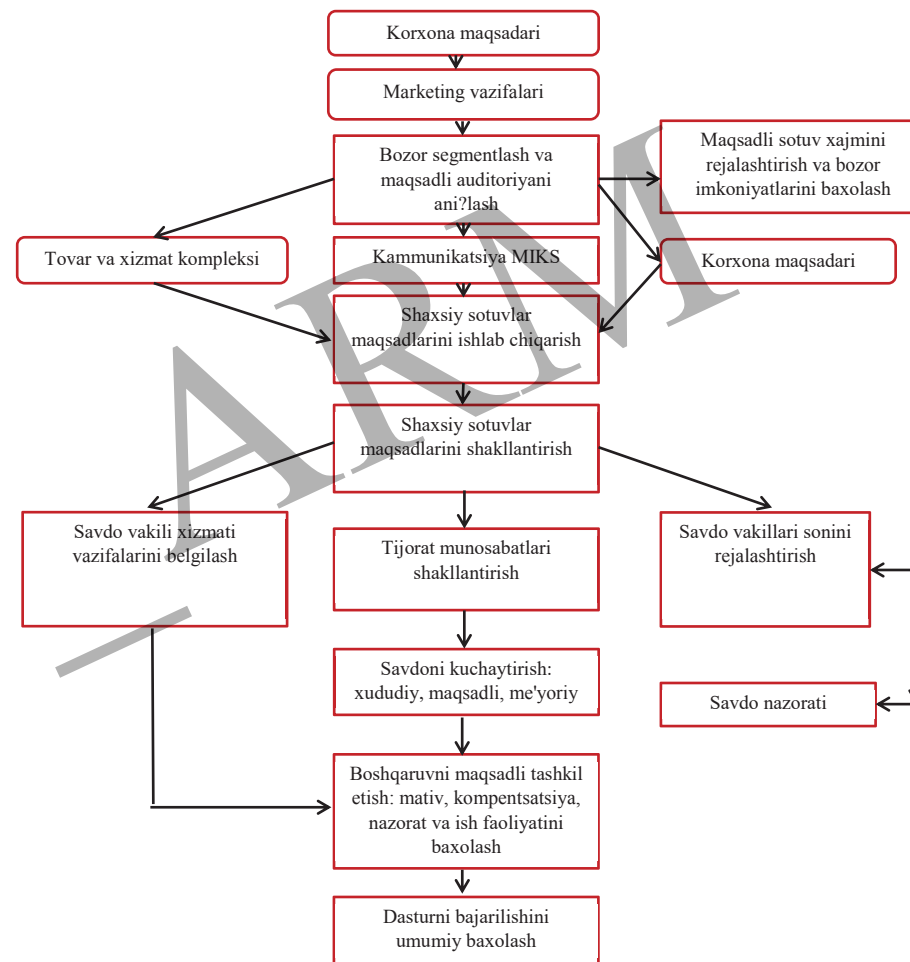 Korxona maqsadari
Marketing vazifalari
Bozor segmentlash va
maqsadli auditoriyani
ani?lash
Maqsadli sotuv xajmini
rejalashtirish va bozor
imkoniyatlarini baxolash
Tovar va xizmat kompleksi
Kammunikatsiya MIKS
Korxona maqsadari
Shaxsiy sotuvlar
maqsadlarini ishlab chiqarish
Shaxsiy sotuvlar
maqsadlarini shakllantirish
Savdo vakili xizmati
vazifalarini belgilash
Tijorat munosabatlari
shakllantirish
Savdo vakillari sonini
rejalashtirish
Savdoni kuchaytirish:
xududiy, maqsadli, me'yoriy
Savdo nazorati
Boshqaruvni maqsadli tashkil
etish: mativ, kompentsatsiya,
nazorat va ish faoliyatini
baxolash
Dasturni bajarilishini
umumiy baxolash
_ARM